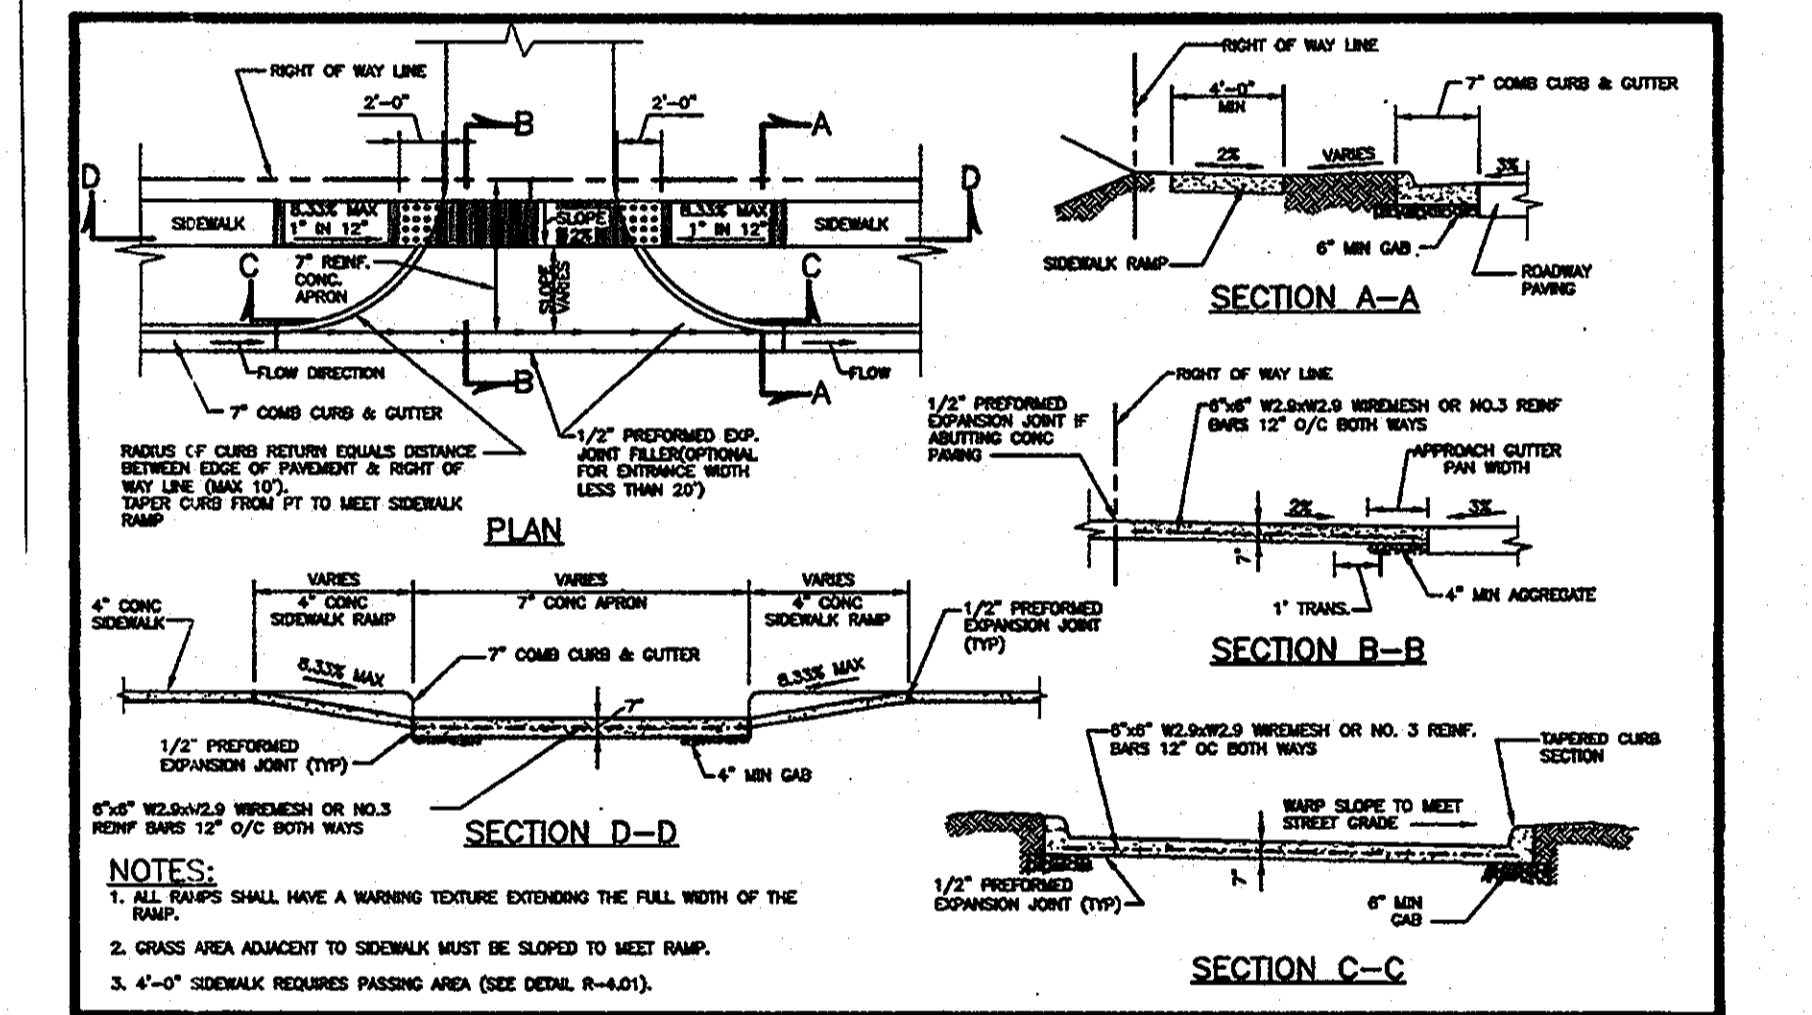 RIGHT OF WAY LINE
2'-0"
2'-0"
B
A
D
D
SIDEWALK
8.33% MAX
1" IN 12"
SLOPE
2%
8.33% MAX
1" IN 12"
SIDEWALK
C
C
7" REINF.
CONC.
APRON
SLOPE
VARIES
FLOW DIRECTION
B
A
FLOW
7" COMB CURB & GUTTER
RADIUS OF CURB RETURN EQUALS DISTANCE
BETWEEN EDGE OF PAVEMENT & RIGHT OF
WAY LINE (MAX 10').
TAPER CURB FROM PT TO MEET SIDEWALK
RAMP
1/2" PREFORMED EXP.
JOINT FILLER(OPTIONAL
FOR ENTRANCE WIDTH
LESS THAN 20')
PLAN
RIGHT OF WAY LINE
4'-0"
MIN
7" COMB CURB & GUTTER
2%
VARIES
3%
SIDEWALK RAMP
6" MIN GAB.
ROADWAY
PAVING
SECTION A-A
RIGHT OF WAY LINE
1/2" PREFORMED
EXPANSION JOINT IF
ABUTTING CONC
PAVING
6"x6" W2.9xW2.9 WIREMESH OR NO.3 REINF
BARS 12" O/C BOTH WAYS
APPROACH GUTTER
PAN WIDTH
2%
3%
7"
1' TRANS.
4" MIN AGGREGATE
SECTION B-B
VARIES
VARIES
VARIES
4" CONC
SIDEWALK
4" CONC
SIDEWALK RAMP
7" CONC APRON
4" CONC
SIDEWALK RAMP
1/2" PREFORMED
EXPANSION JOINT
(TYP)
7" COMB CURB & GUTTER
8.33% MAX
8.33% MAX
7"
1/2" PREFORMED
EXPANSION JOINT (TYP)
4" MIN GAB
6"x6" W2.9xW2.9 WIREMESH OR NO.3
REINF BARS 12" O/C BOTH WAYS
SECTION D-D
6"x6" W2.9xW2.9 WIREMESH OR NO. 3 REINF.
BARS 12" OC BOTH WAYS
TAPERED CURB
SECTION
WARP SLOPE TO MEET
STREET GRADE
7"
1/2" PREFORMED
EXPANSION JOINT (TYP)
6" MIN
GAB
SECTION C-C
NOTES:
1. ALL RAMPS SHALL HAVE A WARNING TEXTURE EXTENDING THE FULL WIDTH OF THE
RAMP.
2. GRASS AREA ADJACENT TO SIDEWALK MUST BE SLOPED TO MEET RAMP.
3. 4'-0" SIDEWALK REQUIRES PASSING AREA (SEE DETAIL R-4.01).